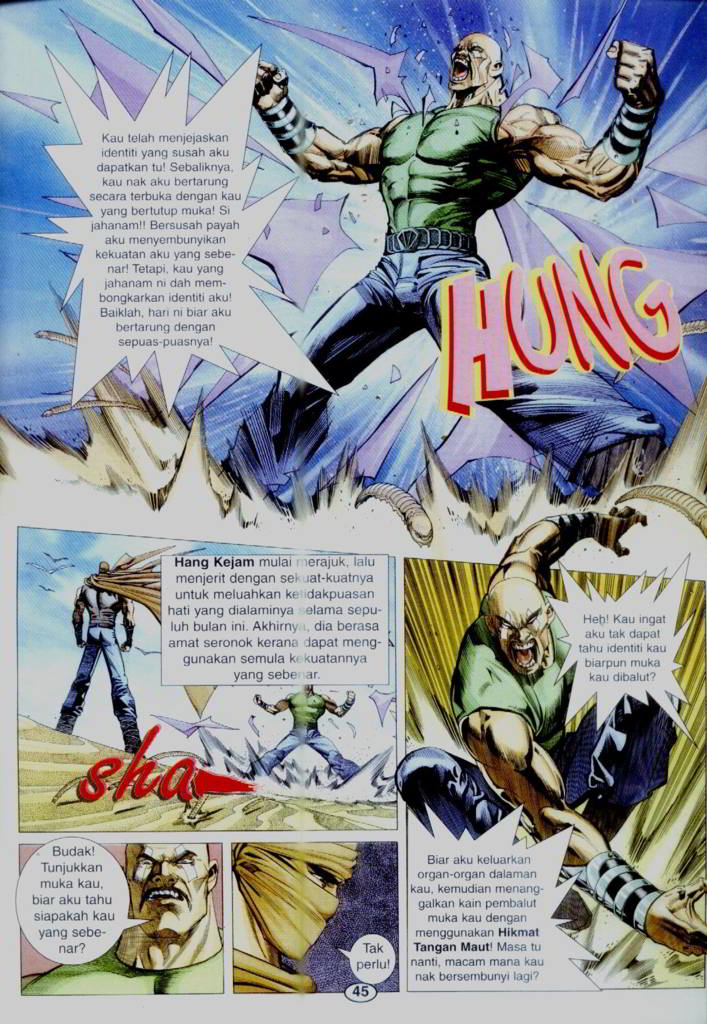 Kau telah menjejaskan
identiti yang susah aku
dapatkan tu! Sebaliknya,
kau nak aku bertarung
secara terbuka dengan kau
yang bertutup muka! Si
jahanam!! Bersusah payah
aku menyembunyikan
kekuatan aku yang sebe-
nar! Tetapi, kau yang
jahanam ni dah mem-
bongkarkan identiti aku!
Baiklah, hari ni biar aku
bertarung dengan
sepuas-puasnya!
HUNG
Hang Kejam mulai merajuk, lalu
menjerit dengan sekuat-kuatnya
untuk meluahkan ketidakpuasan
hati yang dialaminya selama sepu-
luh bulan ini. Akhirnya, dia berasa
amat seronok kerana dapat meng-
gunakan semula kekuatannya
yang sebenar.
sha
Heh! Kau ingat
aku tak dapat
tahu identiti kau
biarpun muka
kau dibalut?
Biar aku keluarkan
organ-organ dalaman
kau, kemudian menang-
galkan kain pembalut
muka kau dengan
menggunakan Hikmat
Tangan Maut! Masa tu
nanti, macam mana kau
nak bersembunyi lagi?
Budak!
Tunjukkan
muka kau,
biar aku tahu
siapakah kau
yang sebe-
nar?
Tak
perlu!
45